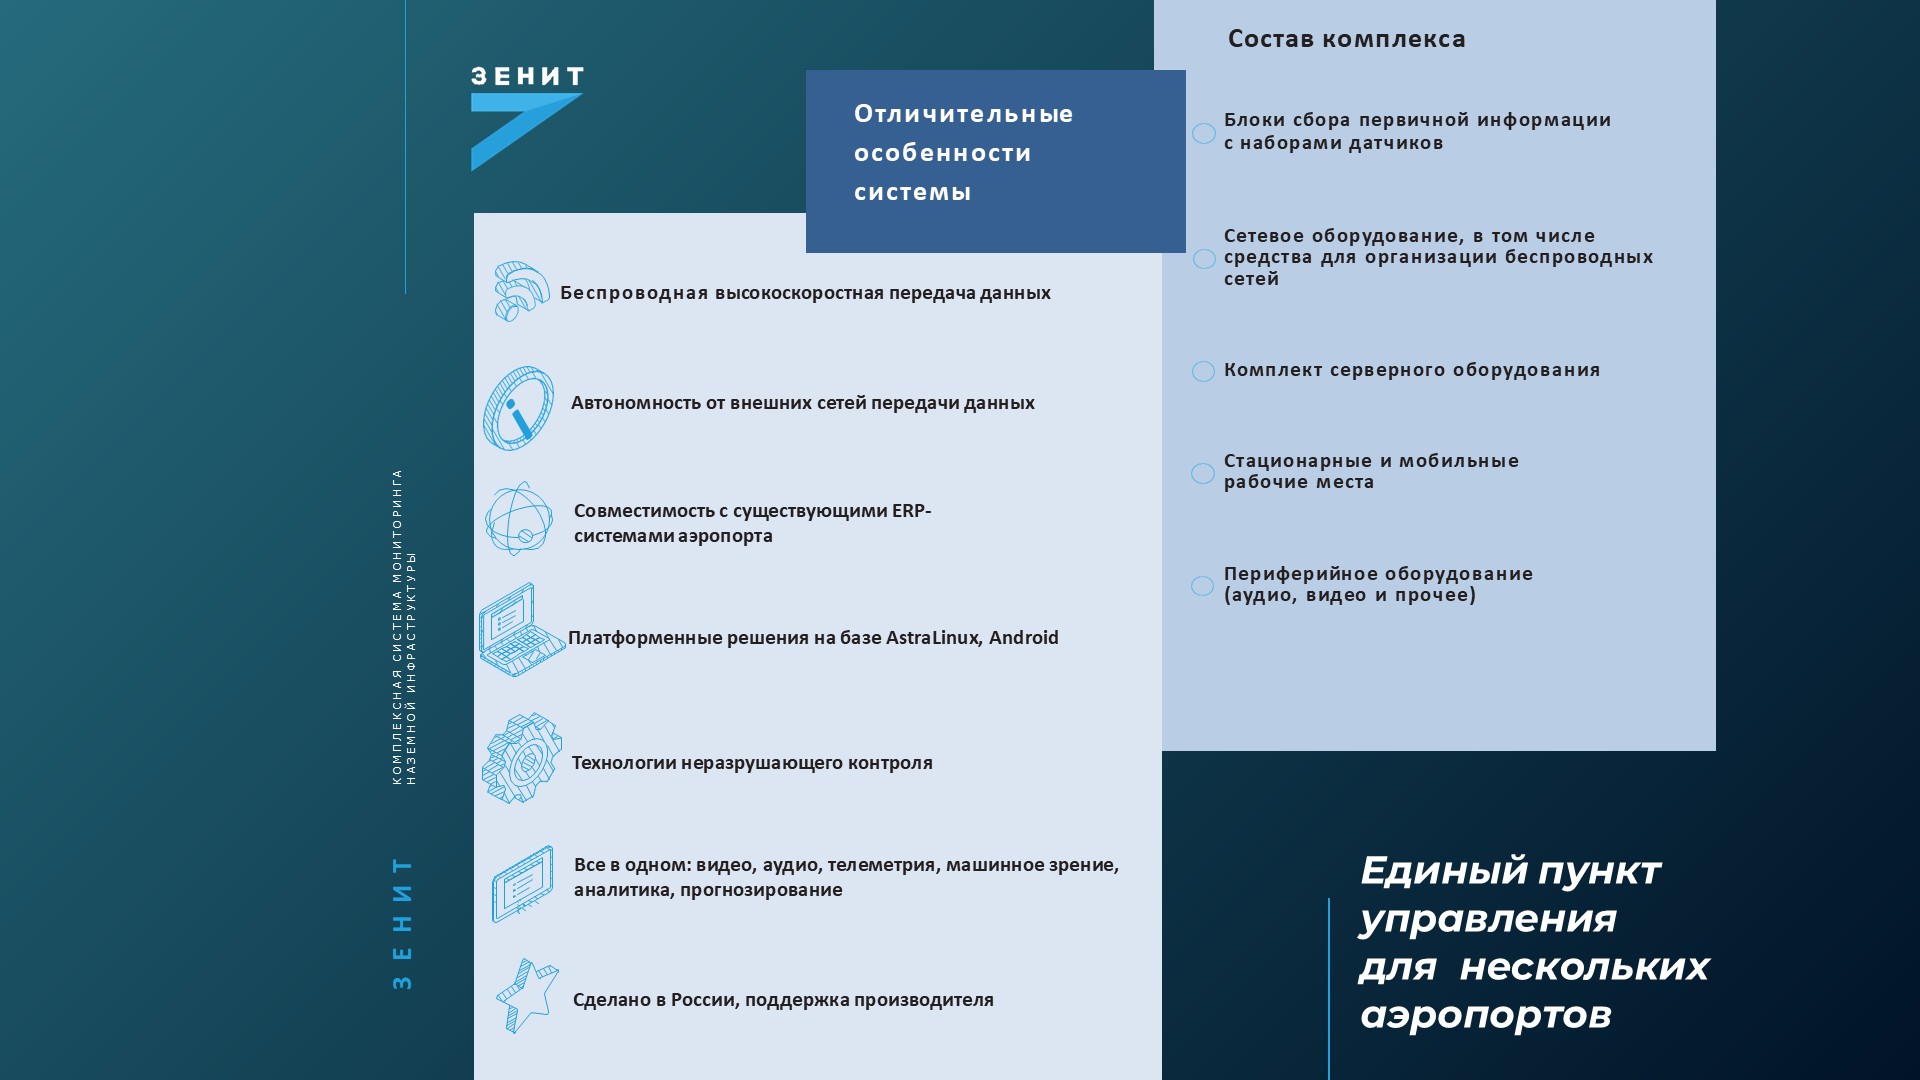 ЗЕНИТ
Отличительные
особенности
системы
Беспроводная высокоскоростная передача данных
Автономность от внешних сетей передачи данных
Совместимость с существующими ERP-
системами аэропорта
Платформенные решения на базе AstraLinux, Android
Технологии неразрушающего контроля
Все в одном: видео, аудио, телеметрия, машинное зрение,
аналитика, прогнозирование
Сделано в России, поддержка производителя
Состав комплекса
Блоки сбора первичной информации
с наборами датчиков
Сетевое оборудование, в том числе
средства для организации беспроводных
сетей
Комплект серверного оборудования
Стационарные и мобильные
рабочие места
Периферийное оборудование
(аудио, видео и прочее)
Единый пункт
управления
для нескольких
аэропортов
КОМПЛЕКСНАЯ СИСТЕМА МОНИТОРИНГА
НАЗЕМНОЙ ИНФРАСТРУКТУРЫ
ЗЕНИТ